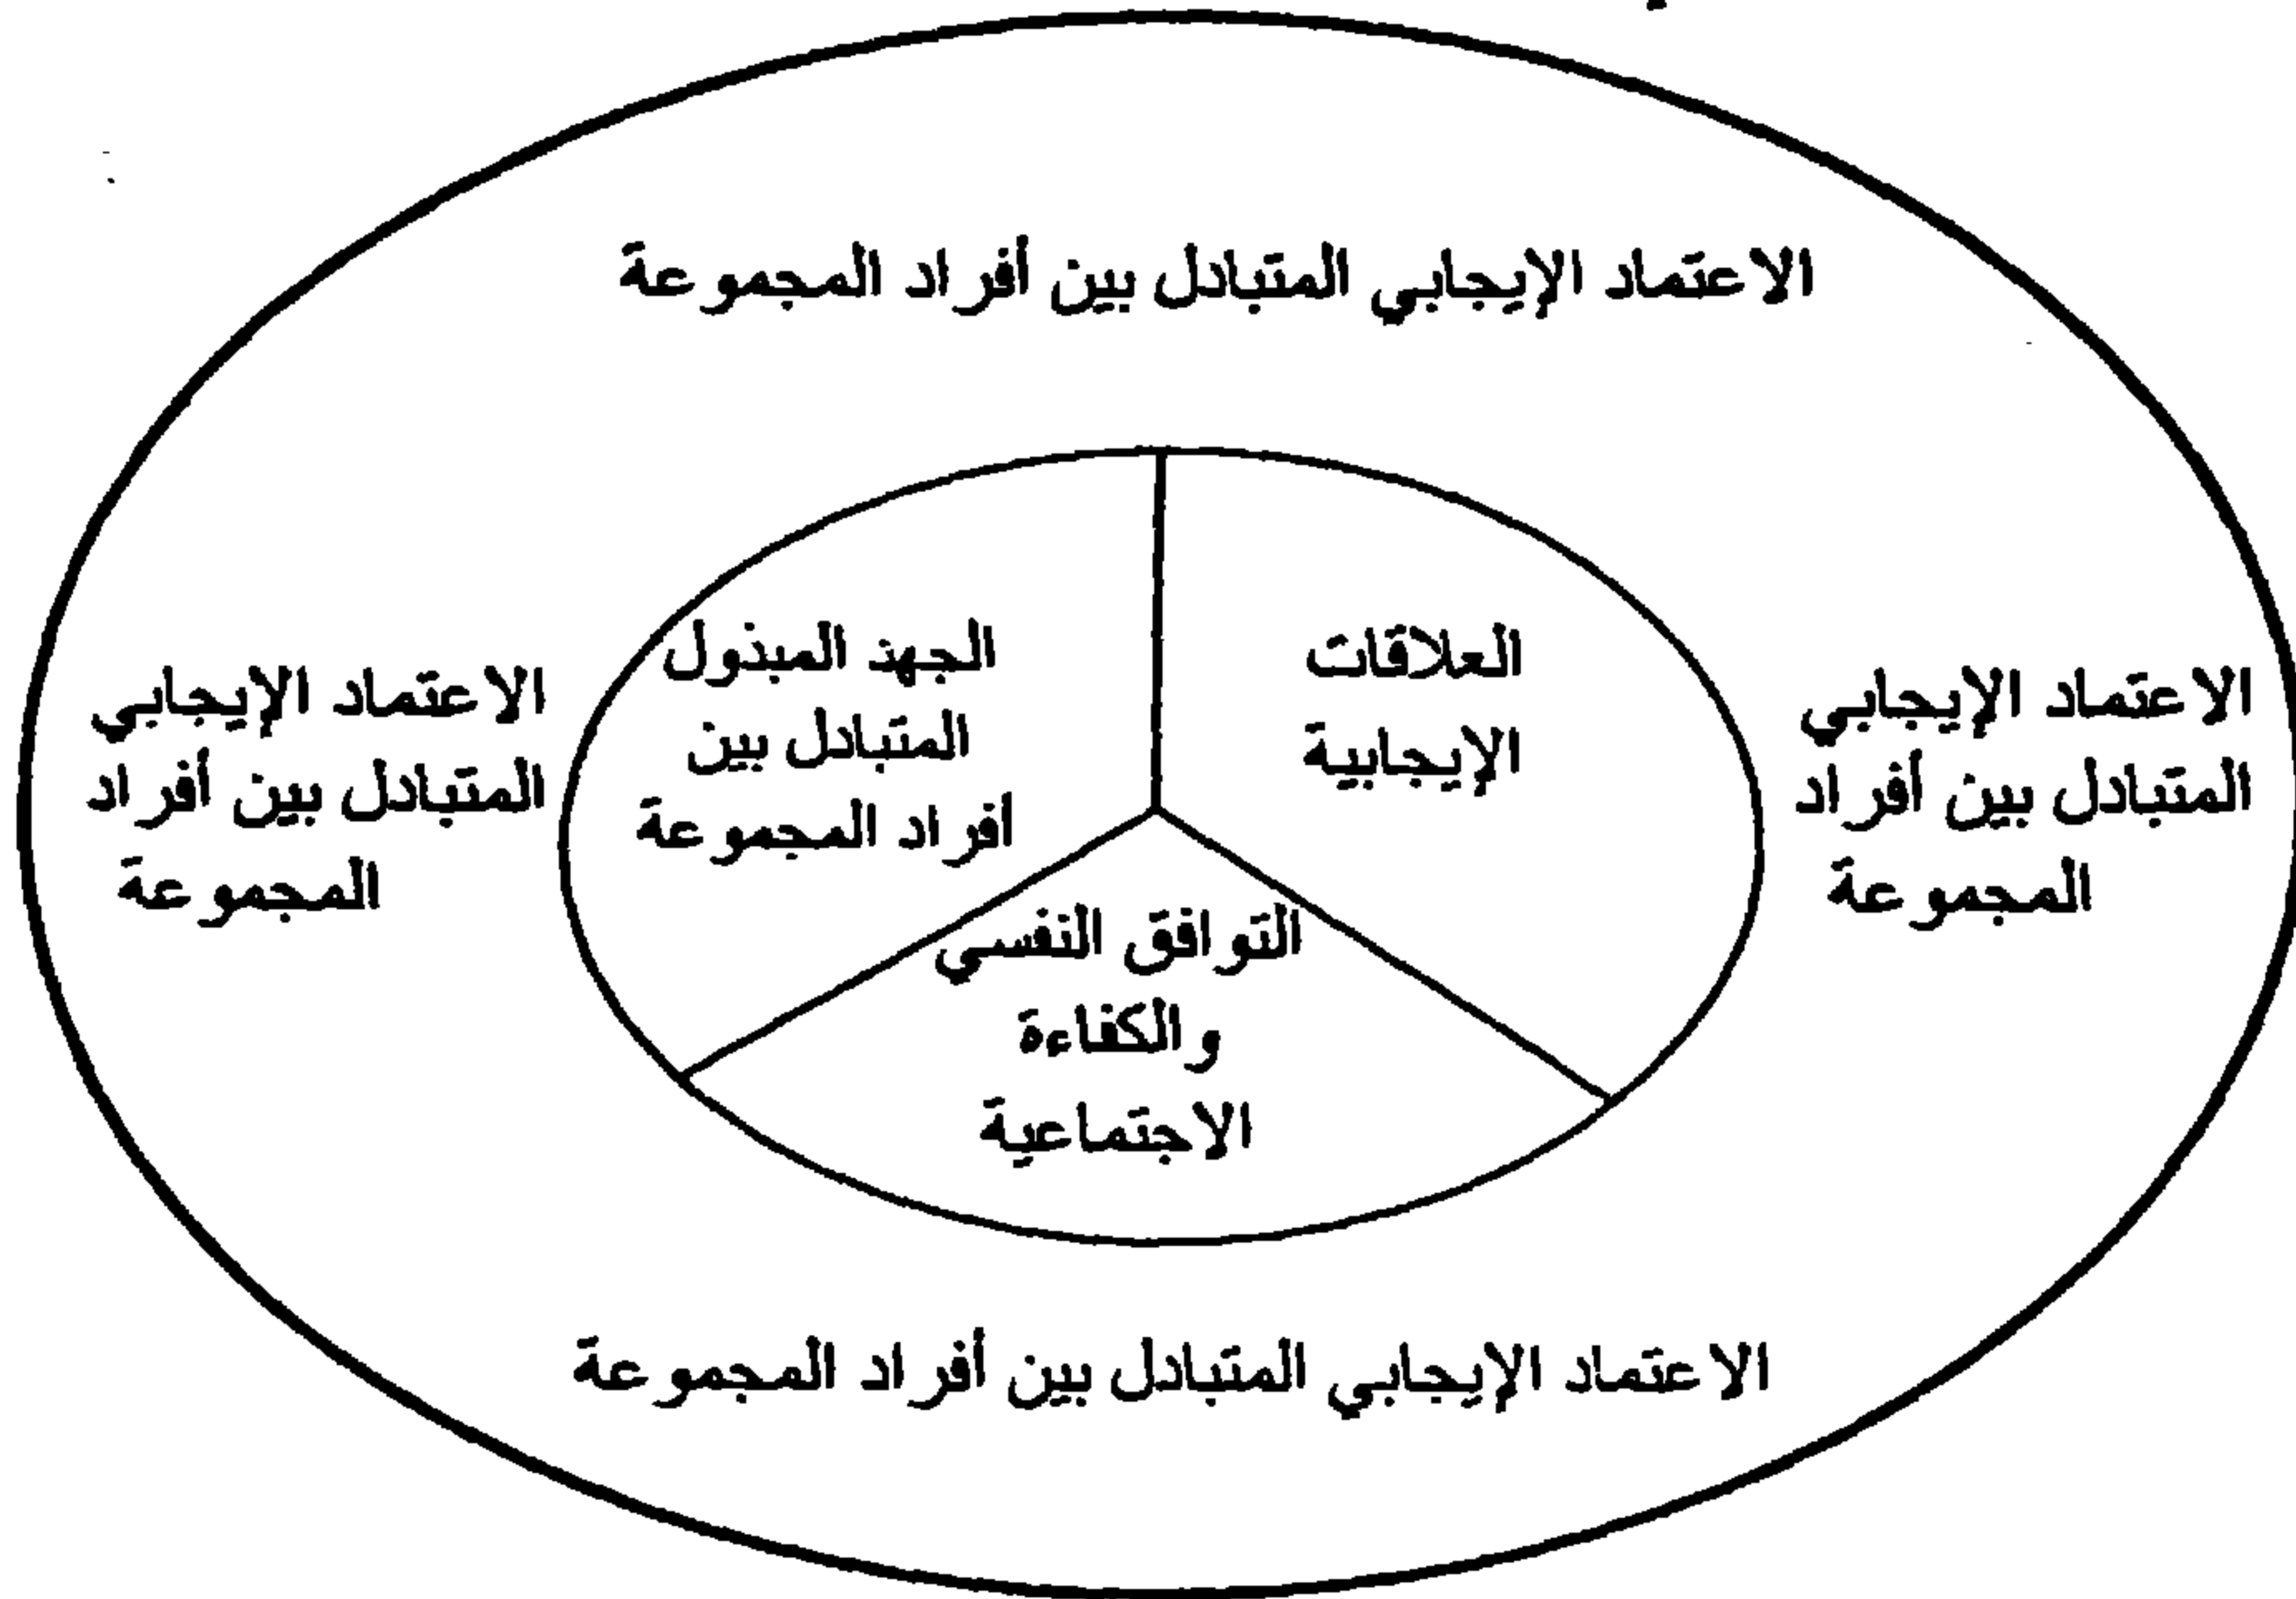 الاعتماد الإيجابي المتبادل بين أفراد المجموعة
الاعتماد الإيجابي
المتبادل بين أفراد
المجموعة
العلاقات
الإيجابية
الجهد المبذول
المتبادل بين
افراد المجموعة
التوافق النفسي
والكفاءة
الاجتماعية
الاعتماد الإيجابي
المتبادل بين أفراد
المجموعة
الاعتماد الإيجابي المتبادل بين أفراد المجموعة